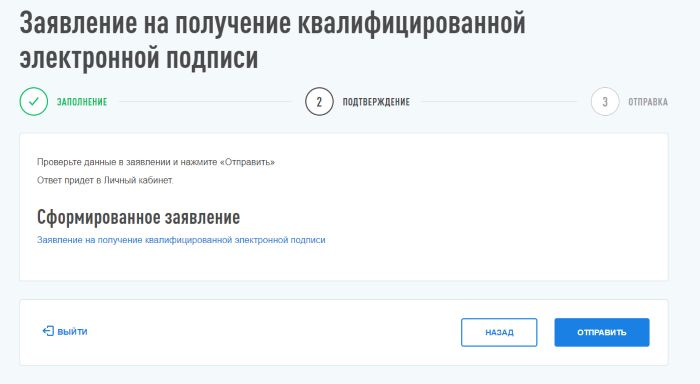 Заявление на получение квалифицированной
электронной подписи
ЗАПОЛНЕНИЕ
2 ПОДТВЕРЖДЕНИЕ
3 ОТПРАВКА
Проверьте данные в заявлении и нажмите «Отправить»
Ответ придет в Личный кабинет.
Сформированное заявление
Заявление на получение квалифицированной электронной подписи
ВЫЙТИ
НАЗАД
ОТПРАВИТЬ